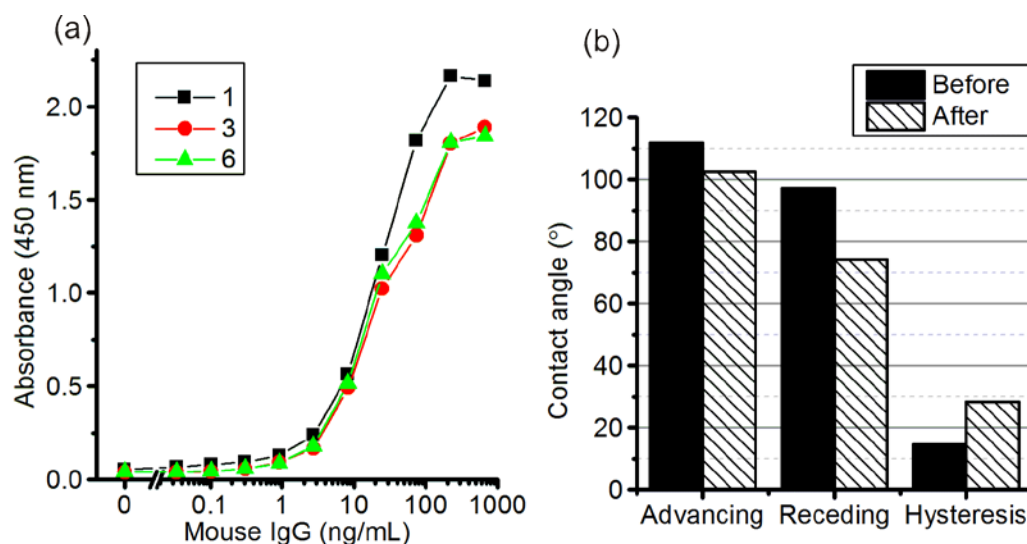 (a)
Absorbance (450 nm)
2.0
1.5
1.0
0.5
0.0
1
3
6
0
0.1
1
10
100
1000
Mouse IgG (ng/mL)
(b)
Before
After
Contact angle (°)
120
100
80
60
40
20
0
Advancing
Receding
Hysteresis